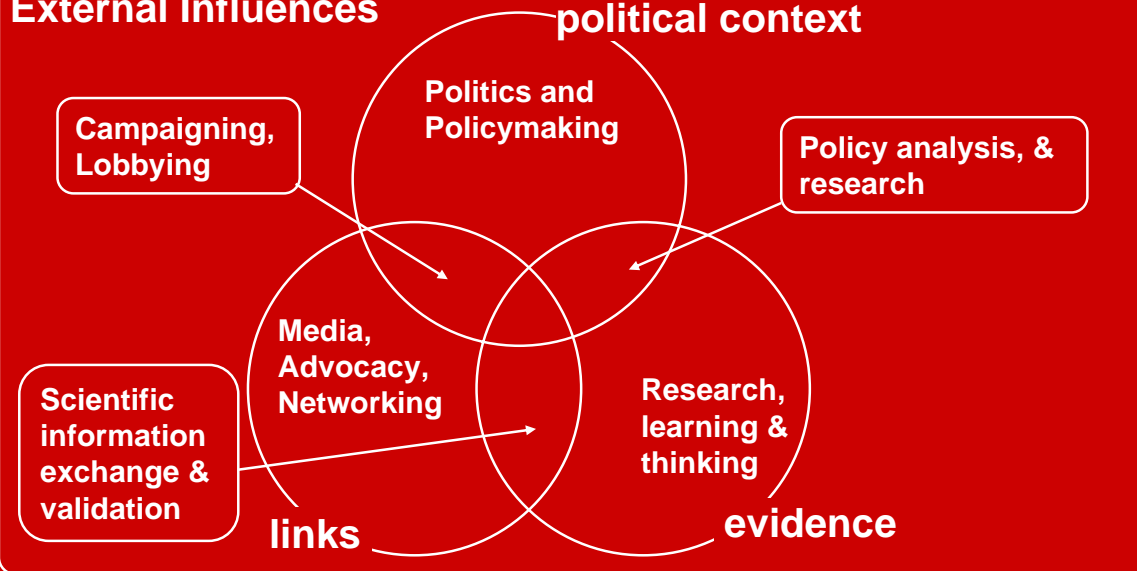 External Influences
political context
Politics and
Policymaking
Campaigning,
Lobbying
Policy analysis, &
research
Media,
Advocacy,
Networking
Scientific
information
exchange &
validation
Research,
learning &
thinking
links
evidence